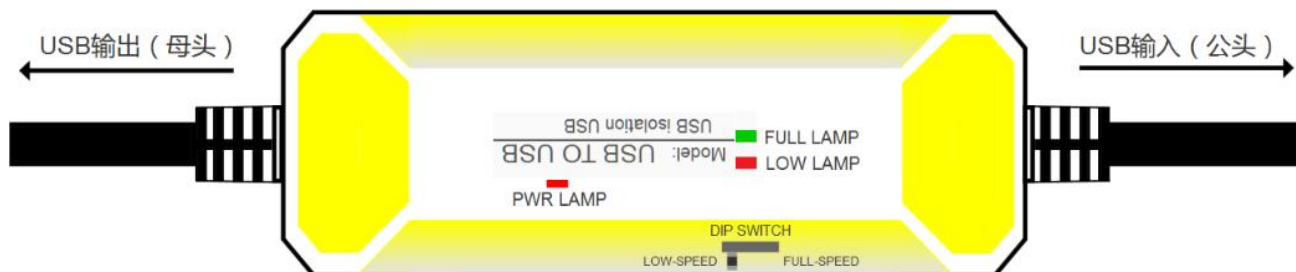 USB输出（母头）
USB输入（公头）
USB isolation USB
Model: USB TO USB
FULL LAMP
LOW LAMP
PWR LAMP
DIP SWITCH
LOW-SPEED
FULL-SPEED